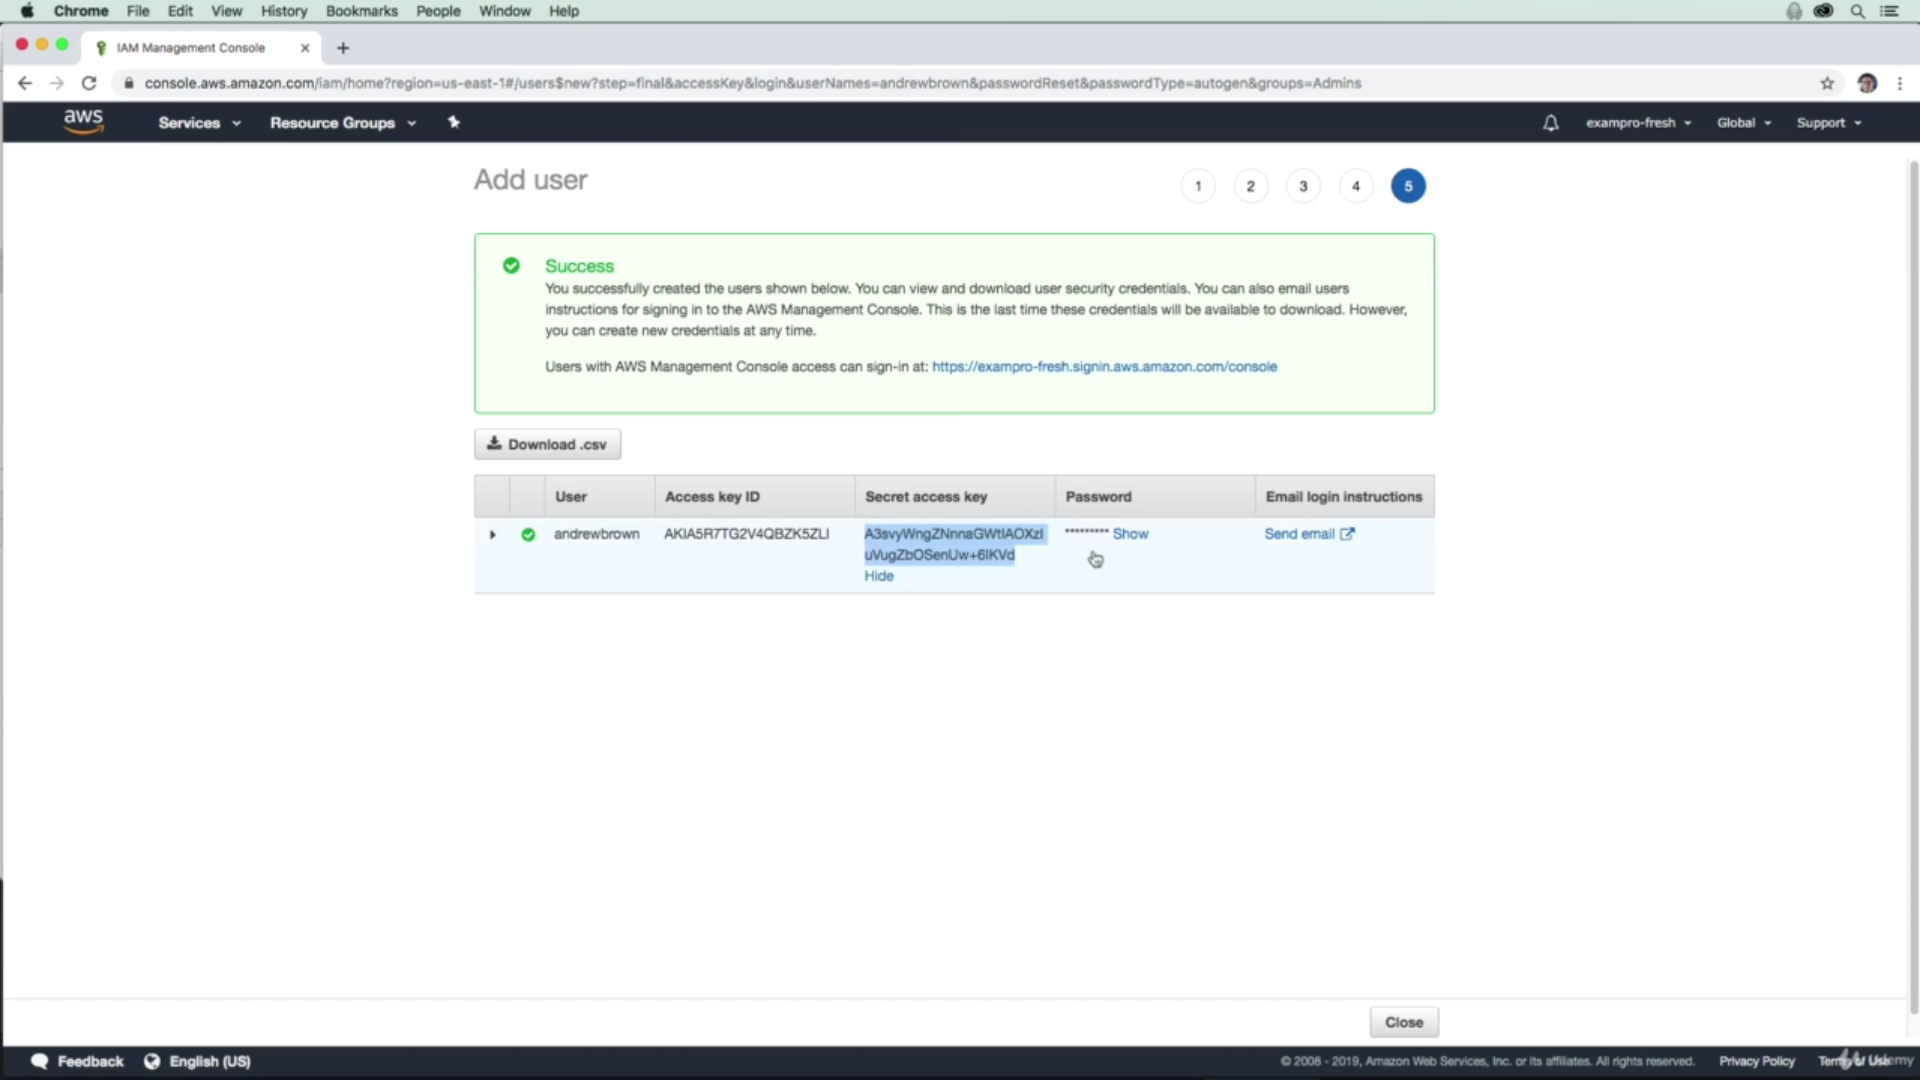 Chrome File Edit View History Bookmarks People Window Help
IAM Management Console
console.aws.amazon.com/iam/home?region=us-east-1#/users$new?step=final&accessKey&login&userNames=andrewbrown&passwordReset&passwordType=autogen&groups=Admins
aws Services Resource Groups exampro-fresh Global Support
Add user 1 2 3 4 5
Success
You successfully created the users shown below. You can view and download user security credentials. You can also email users
instructions for signing in to the AWS Management Console. This is the last time these credentials will be available to download. However,
you can create new credentials at any time.
Users with AWS Management Console access can sign-in at: https://exampro-fresh.signin.aws.amazon.com/console
Download .csv
User Access key ID Secret access key Password Email login instructions
andrewbrown AKIA5R7TG2V4QBZK5ZLI ********* Show Send email
Hide
Close
Feedback English (US) © 2008 - 2019, Amazon Web Services, Inc. or its affiliates. All rights reserved. Privacy Policy